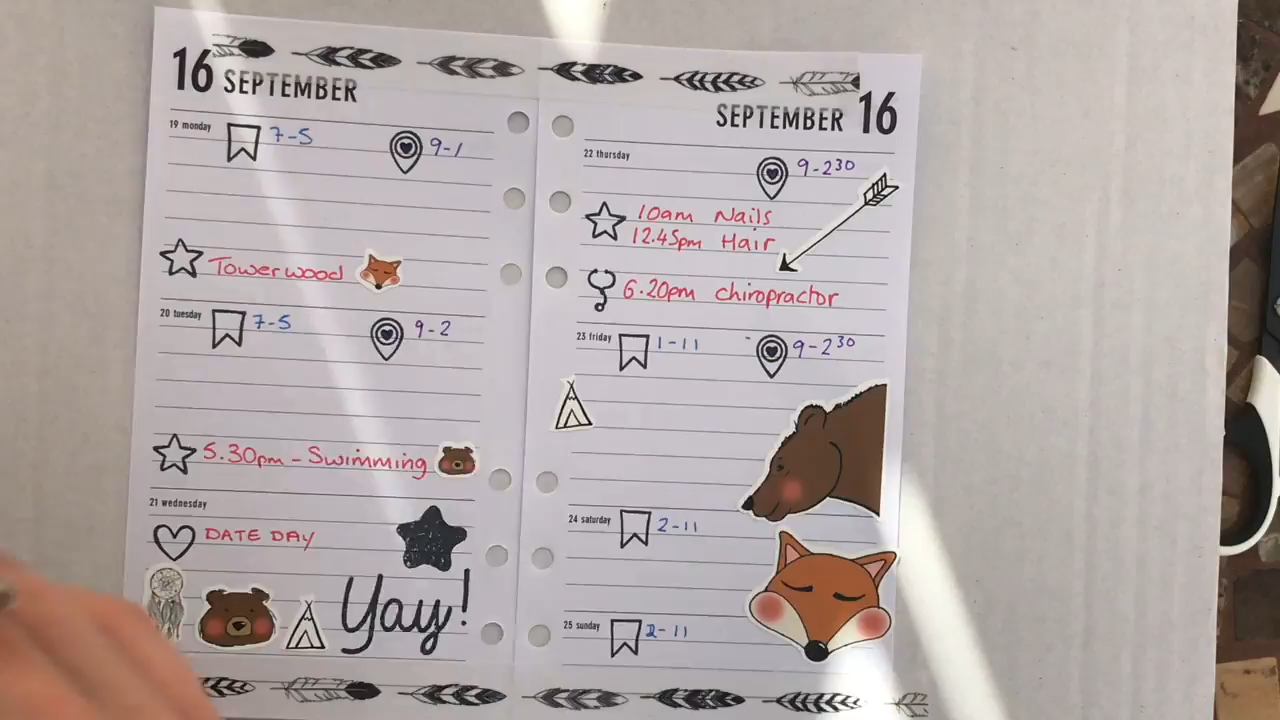 16 SEPTEMBER
19 monday
7-5
9-1
Towerwood
20 tuesday
7-5
9-2
5.30pm - Swimming
21 wednesday
DATE DAY
Yay!
SEPTEMBER 16
22 thursday
9-2³⁰
10am Nails
12.45pm Hair
6.20pm chiropractor
23 friday
1-11
9-2³⁰
24 saturday
2-11
25 sunday
2-11